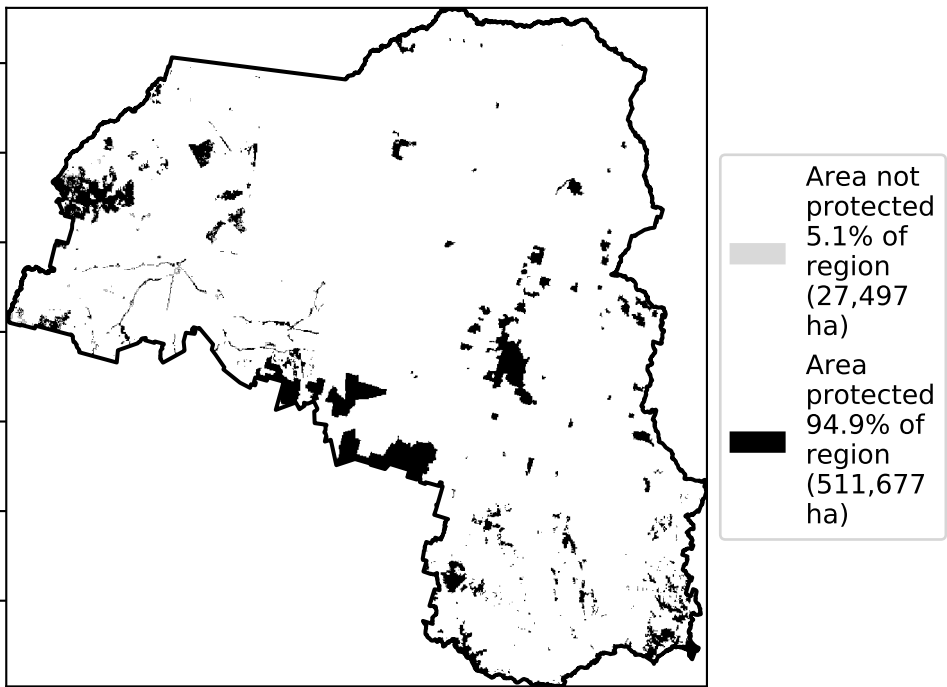 Area not
protected
5.1% of
region
(27,497
ha)
Area
protected
94.9% of
region
(511,677
ha)